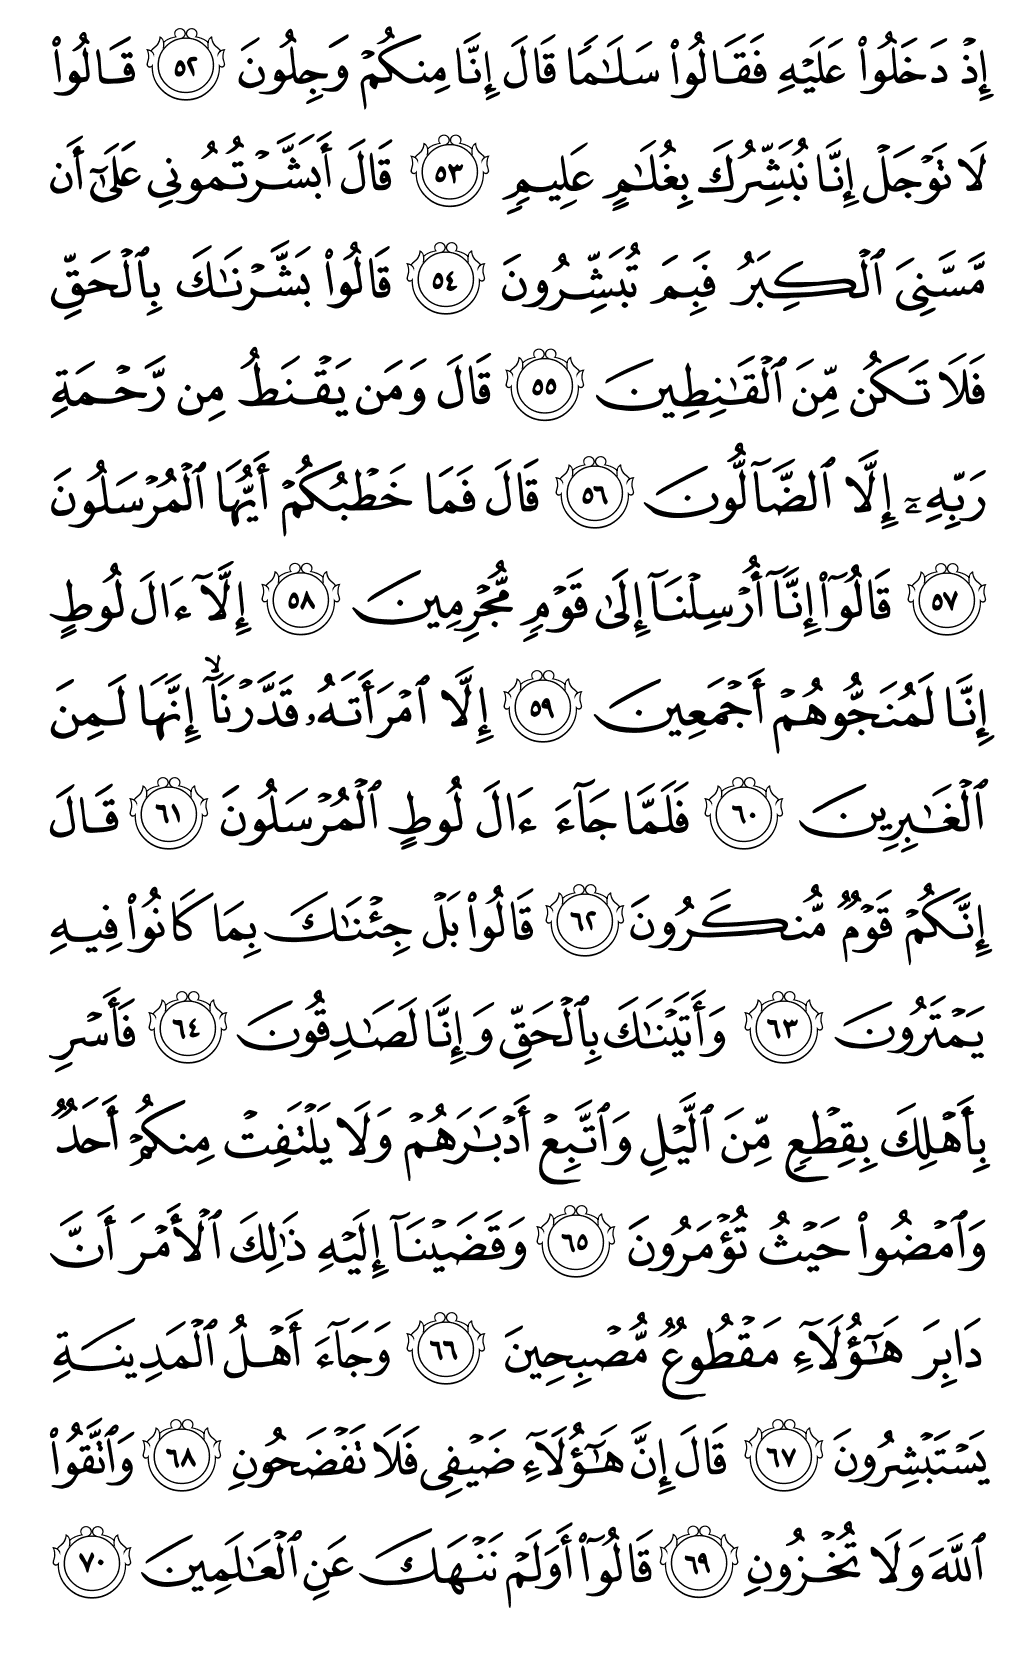 إِذۡ دَخَلُواْ عَلَيۡهِ فَقَالُواْ سَلَٰمٗا قَالَ إِنَّا مِنكُمۡ وَجِلُونَ ٥٢ قَالُواْ
لَا تَوۡجَلۡ إِنَّا نُبَشِّرُكَ بِغُلَٰمٍ عَلِيمٖ ٥٣ قَالَ أَبَشَّرۡتُمُونِي عَلَىٰٓ أَن
مَّسَّنِيَ ٱلۡكِبَرُ فَبِمَ تُبَشِّرُونَ ٥٤ قَالُواْ بَشَّرۡنَٰكَ بِٱلۡحَقِّ
فَلَا تَكُن مِّنَ ٱلۡقَٰنِطِينَ ٥٥ قَالَ وَمَن يَقۡنَطُ مِن رَّحۡمَةِ
رَبِّهِۦٓ إِلَّا ٱلضَّآلُّونَ ٥٦ قَالَ فَمَا خَطۡبُكُمۡ أَيُّهَا ٱلۡمُرۡسَلُونَ
٥٧ قَالُوٓاْ إِنَّآ أُرۡسِلۡنَآ إِلَىٰ قَوۡمٖ مُّجۡرِمِينَ ٥٨ إِلَّآ ءَالَ لُوطٍ
إِنَّا لَمُنَجُّوهُمۡ أَجۡمَعِينَ ٥٩ إِلَّا ٱمۡرَأَتَهُۥ قَدَّرۡنَآۙ إِنَّهَا لَمِنَ
ٱلۡغَٰبِرِينَ ٦٠ فَلَمَّا جَآءَ ءَالَ لُوطٍ ٱلۡمُرۡسَلُونَ ٦١ قَالَ
إِنَّكُمۡ قَوۡمٞ مُّنكَرُونَ ٦٢ قَالُواْ بَلۡ جِئۡنَٰكَ بِمَا كَانُواْ فِيهِ
يَمۡتَرُونَ ٦٣ وَأَتَيۡنَٰكَ بِٱلۡحَقِّ وَإِنَّا لَصَٰدِقُونَ ٦٤ فَأَسۡرِ
بِأَهۡلِكَ بِقِطۡعٖ مِّنَ ٱلَّيۡلِ وَٱتَّبِعۡ أَدۡبَٰرَهُمۡ وَلَا يَلۡتَفِتۡ مِنكُمۡ أَحَدٞ
وَٱمۡضُواْ حَيۡثُ تُؤۡمَرُونَ ٦٥ وَقَضَيۡنَآ إِلَيۡهِ ذَٰلِكَ ٱلۡأَمۡرَ أَنَّ
دَابِرَ هَٰٓؤُلَآءِ مَقۡطُوعٞ مُّصۡبِحِينَ ٦٦ وَجَآءَ أَهۡلُ ٱلۡمَدِينَةِ
يَسۡتَبۡشِرُونَ ٦٧ قَالَ إِنَّ هَٰٓؤُلَآءِ ضَيۡفِي فَلَا تَفۡضَحُونِ ٦٨ وَٱتَّقُواْ
ٱللَّهَ وَلَا تُخۡزُونِ ٦٩ قَالُوٓاْ أَوَلَمۡ نَنۡهَكَ عَنِ ٱلۡعَٰلَمِينَ ٧٠